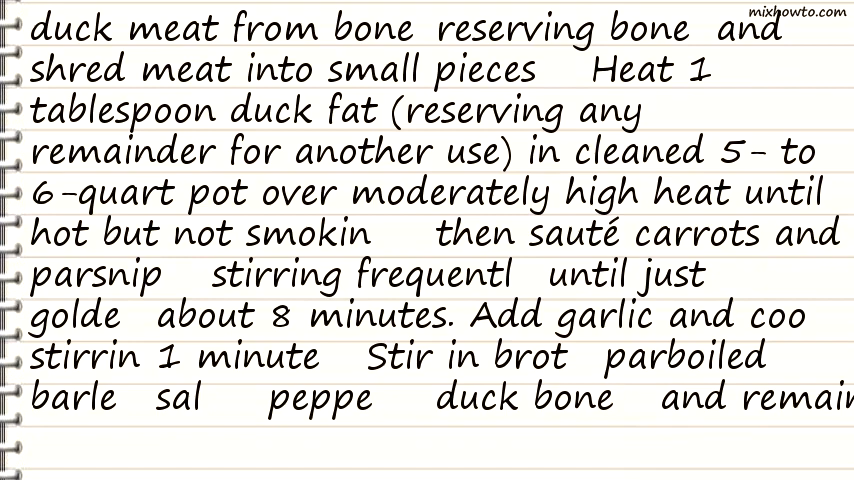 mixhowto.com
duck meat from bone reserving bone and
shred meat into small pieces Heat 1
tablespoon duck fat (reserving any
remainder for another use) in cleaned 5- to
6-quart pot over moderately high heat until
hot but not smokin then sauté carrots and
parsnip stirring frequentl until just
golde about 8 minutes. Add garlic and coo
stirrin 1 minute Stir in brot parboiled
barle sal peppe duck bone and remain